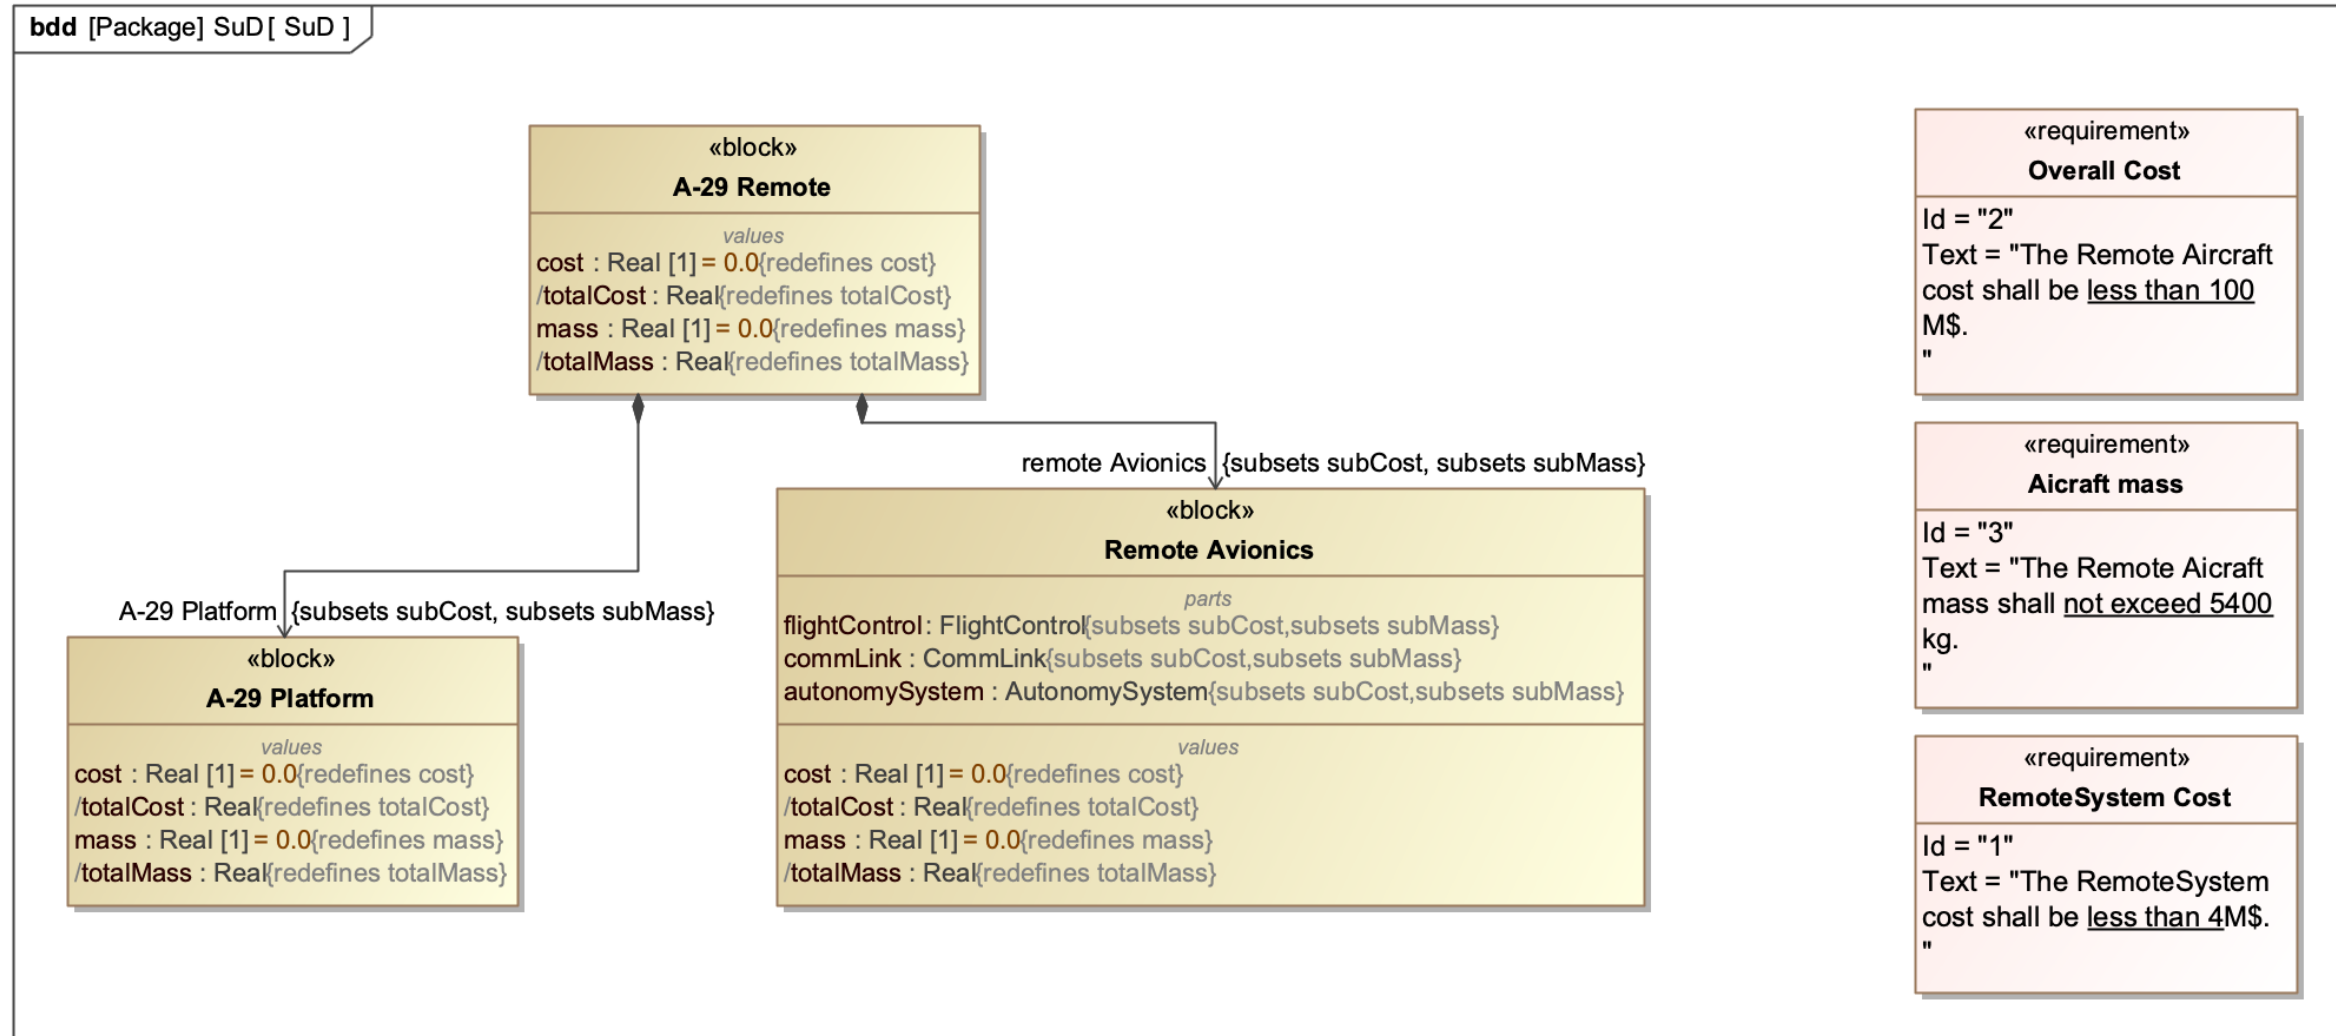 bdd [Package] SuD[ SuD ]
«block»
A-29 Remote
values
cost : Real [1] = 0.0{redefines cost}
/totalCost : Real{redefines totalCost}
mass : Real [1] = 0.0{redefines mass}
/totalMass : Real{redefines totalMass}
remote Avionics {subsets subCost, subsets subMass}
A-29 Platform {subsets subCost, subsets subMass}
«block»
A-29 Platform
values
cost : Real [1] = 0.0{redefines cost}
/totalCost : Real{redefines totalCost}
mass : Real [1] = 0.0{redefines mass}
/totalMass : Real{redefines totalMass}
«block»
Remote Avionics
parts
flightControl : FlightControl{subsets subCost,subsets subMass}
commLink : CommLink{subsets subCost,subsets subMass}
autonomySystem : AutonomySystem{subsets subCost,subsets subMass}
values
cost : Real [1] = 0.0{redefines cost}
/totalCost : Real{redefines totalCost}
mass : Real [1] = 0.0{redefines mass}
/totalMass : Real{redefines totalMass}
«requirement»
Overall Cost
Id = "2"
Text = "The Remote Aircraft
cost shall be less than 100
M$.
"
«requirement»
Aicraft mass
Id = "3"
Text = "The Remote Aicraft
mass shall not exceed 5400
kg.
"
«requirement»
RemoteSystem Cost
Id = "1"
Text = "The RemoteSystem
cost shall be less than 4M$.
"